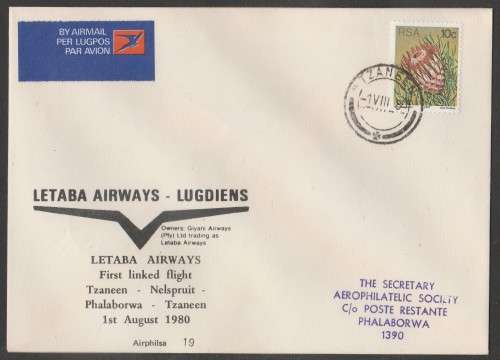 BY AIRMAIL
PER LUGPOS
PAR AVION
RSA 10c
TZANEEN
1 VIII
LETABA AIRWAYS - LUGDIENS
Owners: Giyani Airways
(Pty) Ltd trading as
Letaba Airways
LETABA AIRWAYS
First linked flight
Tzaneen - Nelspruit -
Phalaborwa - Tzaneen
1st August 1980
Airphilsa 19
THE SECRETARY
AEROPHILATELIC SOCIETY
C/o POSTE RESTANTE
PHALABORWA
1390